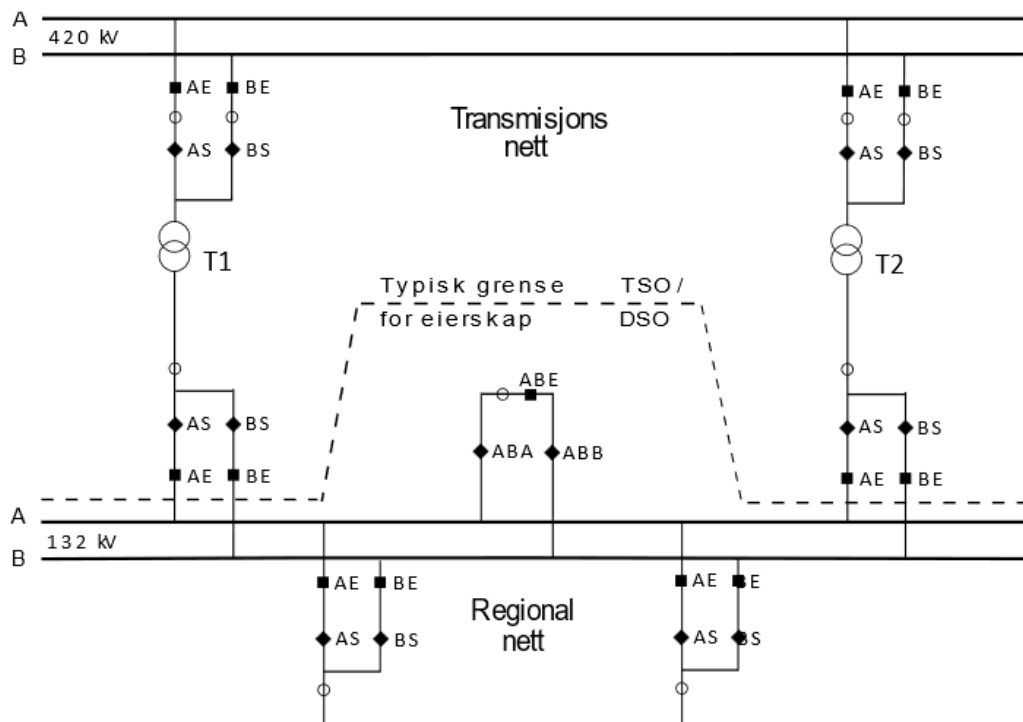 A
420 kV
B
AE BE AE BE
Transmisjons
nett
AS BS AS BS
T1 T2
Typisk grense TSO /
for eierskap DSO
ABE
AS BS AS BS
ABA ABB
AE BE AE BE
A
132 kV
B
AE BE AE BE
Regional
nett
AS BS AS BS